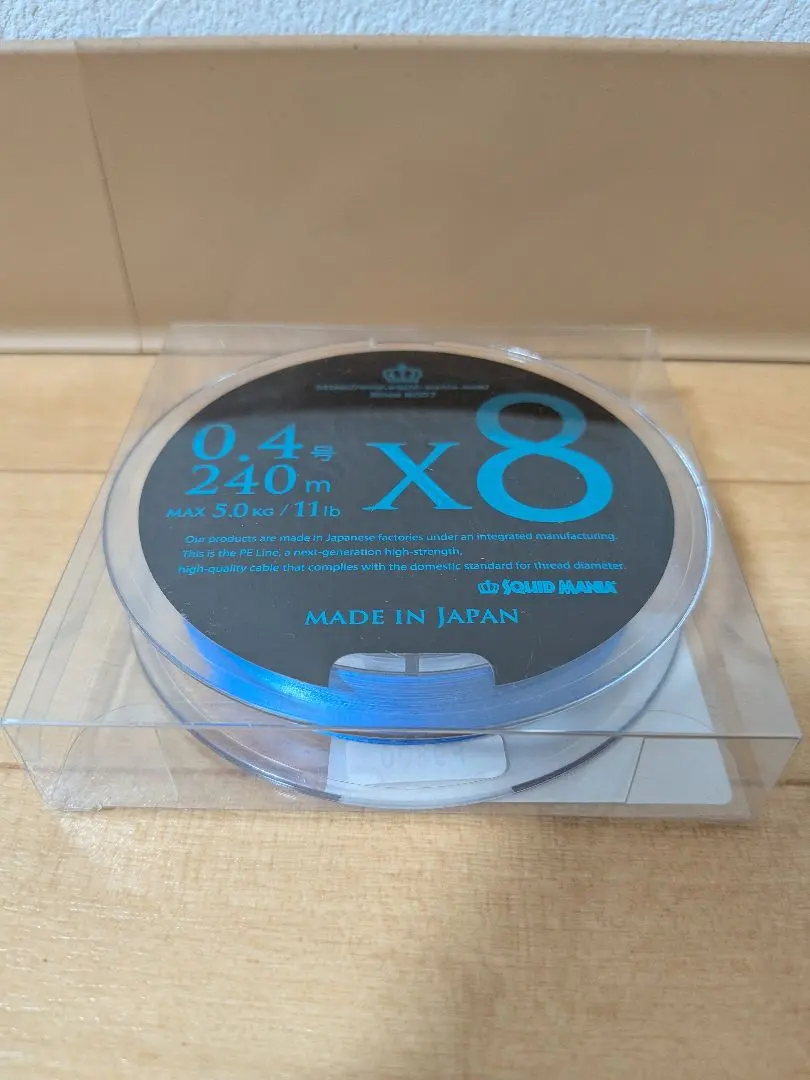 0.4号
240m
MAX 5.0 KG / 11lb
X8
Our products are made in Japanese factories under an integrated manufacturing.
This is the PE Line, a next-generation high-strength,
high-quality cable that complies with the domestic standard for thread diameter.
SQUID MANIA
MADE IN JAPAN